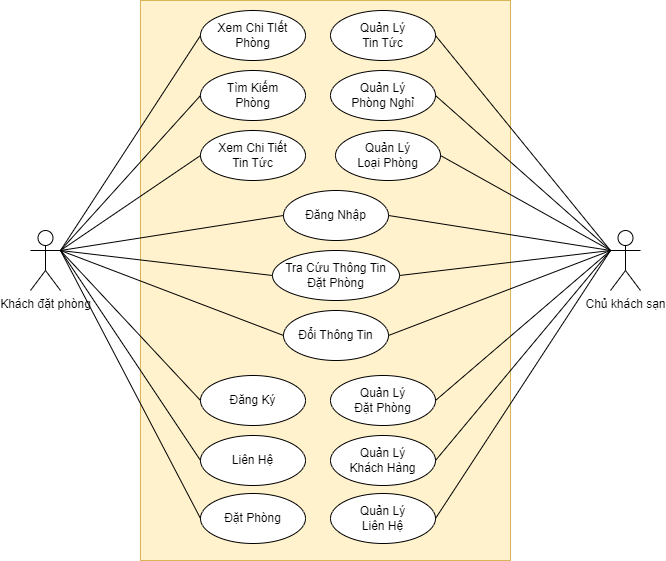 Xem Chi TIết
Phòng
Quản Lý
Tin Tức
Tìm Kiếm
Phòng
Quản Lý
Phòng Nghỉ
Xem Chi Tiết
Tin Tức
Quản Lý
Loại Phòng
Đăng Nhập
Tra Cứu Thông Tin
Đặt Phòng
Khách đặt phòng
Chủ khách sạn
Đổi Thông Tin
Đăng Ký
Quản Lý
Đặt Phòng
Liên Hệ
Quản Lý
Khách Hảng
Đặt Phòng
Quản Lý
Liên Hệ